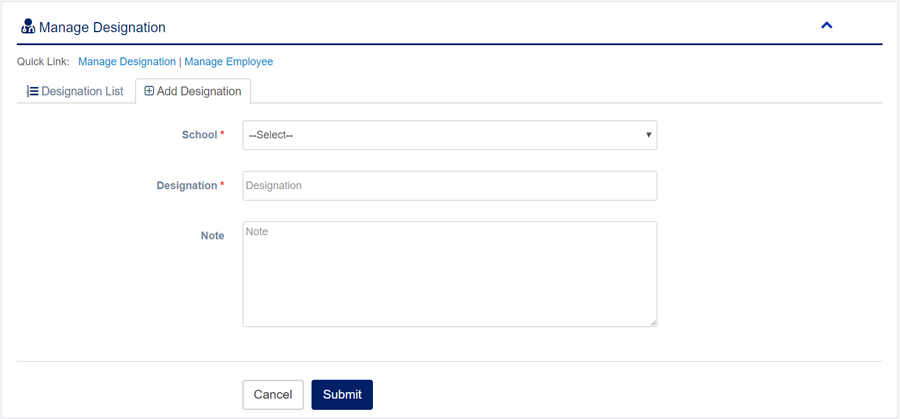 Manage Designation
Quick Link: Manage Designation | Manage Employee
Designation List Add Designation
School * --Select--
Designation * Designation
Note Note
Cancel Submit